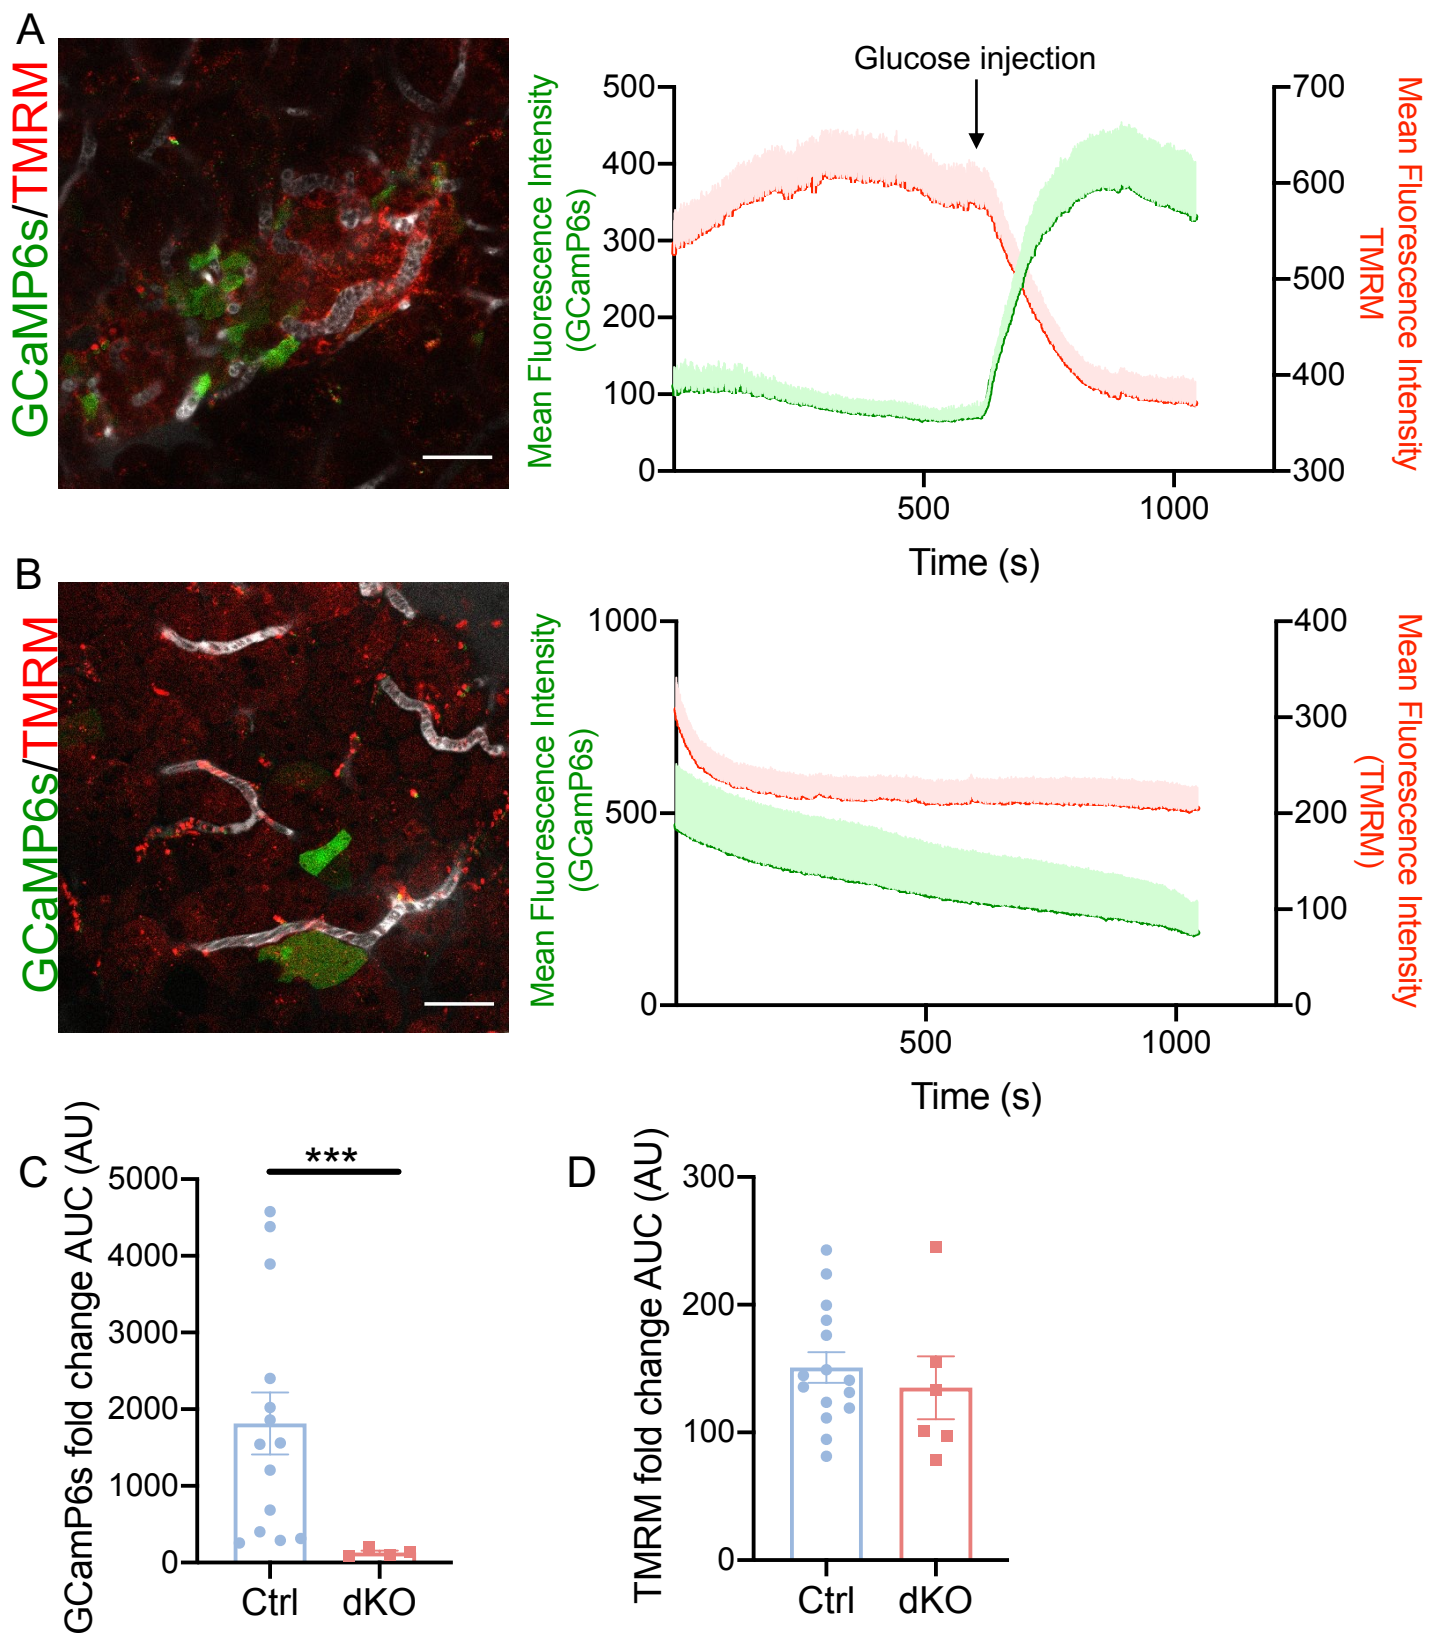 A
GCaMP6s/TMRM
Glucose injection
Mean Fluorescence Intensity
(GCamP6s)
500
400
300
200
100
0
700
600
500
400
300
Mean Fluorescence Intensity
TMRM
500
1000
Time (s)
B
GCaMP6s/TMRM
Mean Fluorescence Intensity
(GCamP6s)
1000
500
0
400
300
200
100
0
Mean Fluorescence Intensity
(TMRM)
500
1000
Time (s)
C
GCamP6s fold change AUC (AU)
5000
4000
3000
2000
1000
0
***
Ctrl
dKO
D
TMRM fold change AUC (AU)
300
200
100
0
Ctrl
dKO